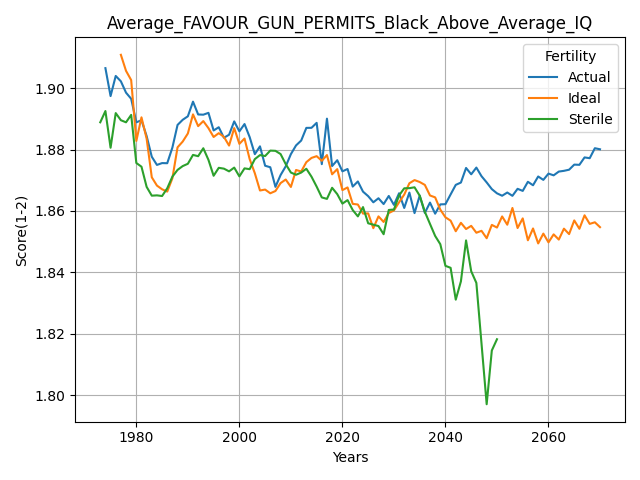 Average_FAVOUR_GUN_PERMITS_Black_Above_Average_IQ
Fertility
Actual
Ideal
Sterile
Score(1-2)
1.90
1.88
1.86
1.84
1.82
1.80
1980
2000
2020
2040
2060
Years